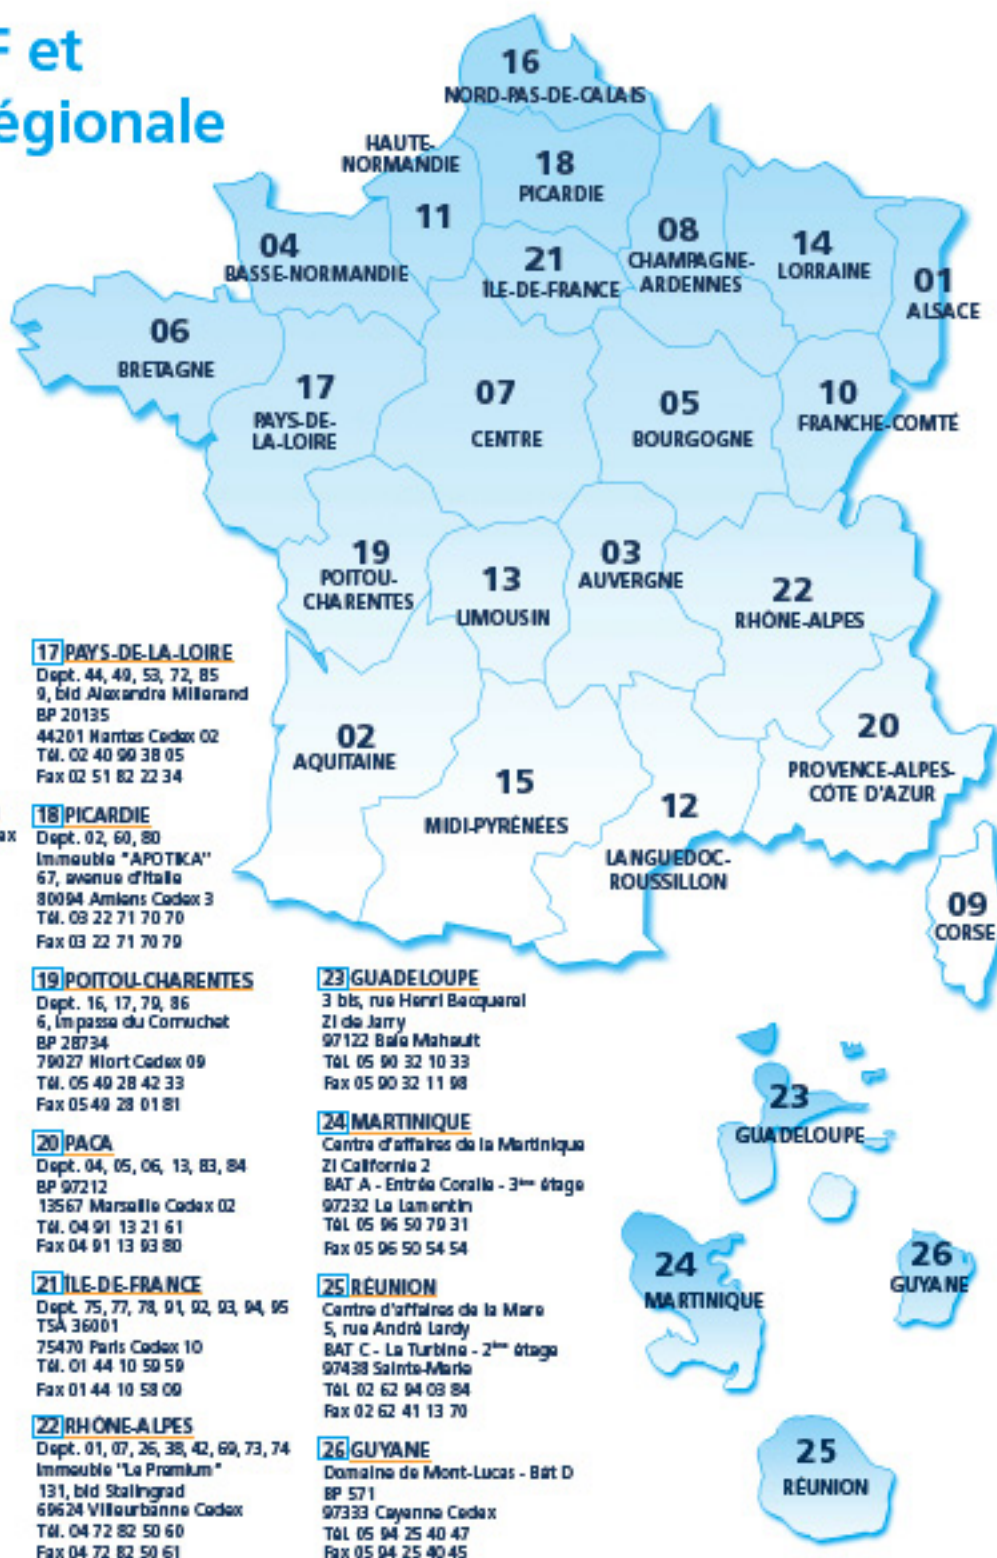 F et
égionale
16
NORD-PAS-DE-CALAIS
HAUTE-
NORMANDIE
11
18
PICARDIE
04
BASSE-NORMANDIE
21
ÎLE-DE-FRANCE
08
CHAMPAGNE-
ARDENNES
14
LORRAINE
01
ALSACE
06
BRETAGNE
17
PAYS-DE-
LA-LOIRE
07
CENTRE
05
BOURGOGNE
10
FRANCHE-COMTÉ
19
POITOU-
CHARENTES
13
LIMOUSIN
03
AUVERGNE
22
RHÔNE-ALPES
02
AQUITAINE
15
MIDI-PYRÉNÉES
12
LANGUEDOC-
ROUSSILLON
20
PROVENCE-ALPES-
CÔTE D'AZUR
09
CORSE
ex
17 PAYS-DE-LA-LOIRE
Dept. 44, 49, 53, 72, 85
9, bld Alexandre Millerand
BP 20135
44201 Nantes Cedex 02
Tél. 02 40 99 38 05
Fax 02 51 82 22 34
18 PICARDIE
Dept. 02, 60, 80
Immeuble "APOTIKA"
67, avenue d'Italie
80094 Amiens Cedex 3
Tél. 03 22 71 70 70
Fax 03 22 71 70 79
19 POITOU-CHARENTES
Dept. 16, 17, 79, 86
6, Impasse du Cornuchet
BP 28734
79027 Niort Cedex 09
Tél. 05 49 28 42 33
Fax 05 49 28 01 81
20 PACA
Dept. 04, 05, 06, 13, 83, 84
BP 97212
13567 Marseille Cedex 02
Tél. 04 91 13 21 61
Fax 04 91 13 93 80
21 ÎLE-DE-FRANCE
Dept. 75, 77, 78, 91, 92, 93, 94, 95
TSA 36001
75470 Paris Cedex 10
Tél. 01 44 10 59 59
Fax 01 44 10 58 09
22 RHÔNE-ALPES
Dept. 01, 07, 26, 38, 42, 69, 73, 74
Immeuble "Le Premium"
131, bld Stalingrad
69624 Villeurbanne Cedex
Tél. 04 72 82 50 60
Fax 04 72 82 50 61
23 GUADELOUPE
3 bis, rue Henri Becquerel
ZI de Jarry
97122 Baie Mahault
Tél. 05 90 32 10 33
Fax 05 90 32 11 98
24 MARTINIQUE
Centre d'affaires de la Martinique
ZI Californie 2
BAT A - Entrée Coralie - 3ème étage
97232 Le Lamentin
Tél. 05 96 50 79 31
Fax 05 96 50 54 54
25 RÉUNION
Centre d'affaires de la Mare
5, rue André Lardy
BAT C - La Turbine - 2ème étage
97438 Sainte-Marie
Tél. 02 62 94 03 84
Fax 02 62 41 13 70
26 GUYANE
Domaine de Mont-Lucas - Bât D
BP 571
97333 Cayenne Cedex
Tél. 05 94 25 40 47
Fax 05 94 25 40 45
23
GUADELOUPE
24
MARTINIQUE
26
GUYANE
25
RÉUNION